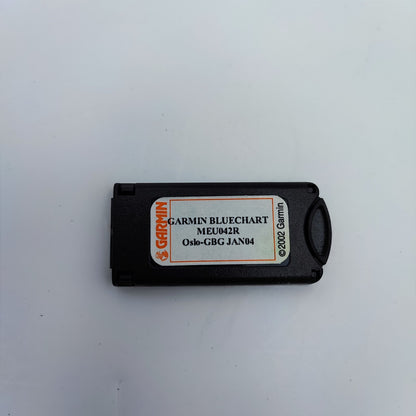 GARMIN
GARMIN BLUECHART
MEU042R
Oslo-GBG JAN04
©2002 Garmin